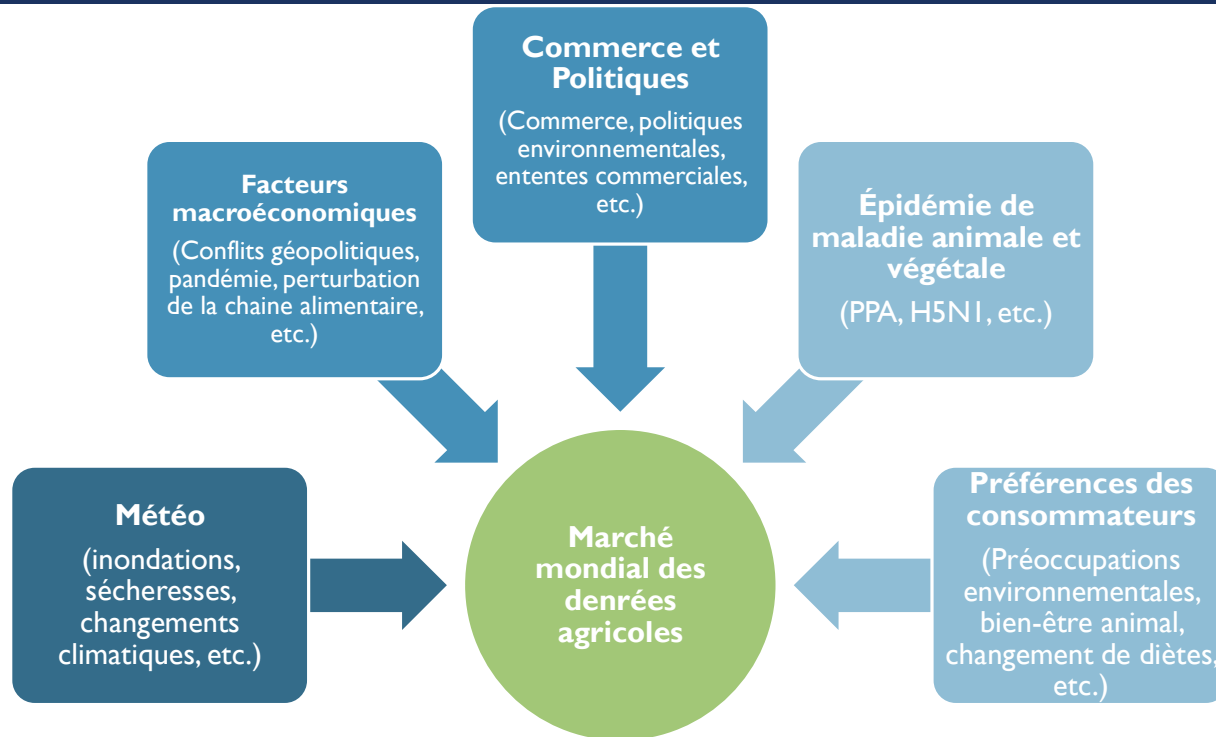 Commerce et
Politiques
(Commerce, politiques
environnementales,
ententes commerciales,
etc.)
Facteurs
macroéconomiques
(Conflits géopolitiques,
pandémie, perturbation
de la chaine alimentaire,
etc.)
Épidémie de
maladie animale et
végétale
(PPA, H5N1, etc.)
Météo
(inondations,
sécheresses,
changements
climatiques, etc.)
Marché
mondial des
denrées
agricoles
Préférences des
consommateurs
(Préoccupations
environnementales,
bien-être animal,
changement de diètes,
etc.)